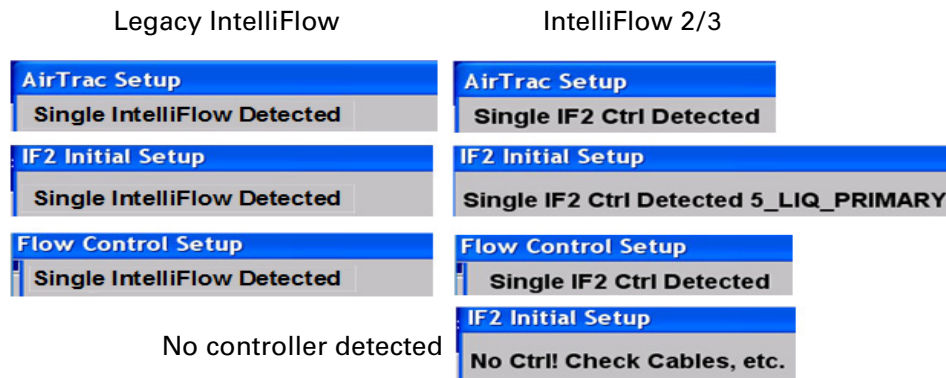 Legacy IntelliFlow
IntelliFlow 2/3
AirTrac Setup
Single IntelliFlow Detected
AirTrac Setup
Single IF2 Ctrl Detected
IF2 Initial Setup
Single IntelliFlow Detected
IF2 Initial Setup
Single IF2 Ctrl Detected 5_LIQ_PRIMARY
Flow Control Setup
Single IntelliFlow Detected
Flow Control Setup
Single IF2 Ctrl Detected
No controller detected
IF2 Initial Setup
No Ctrl! Check Cables, etc.